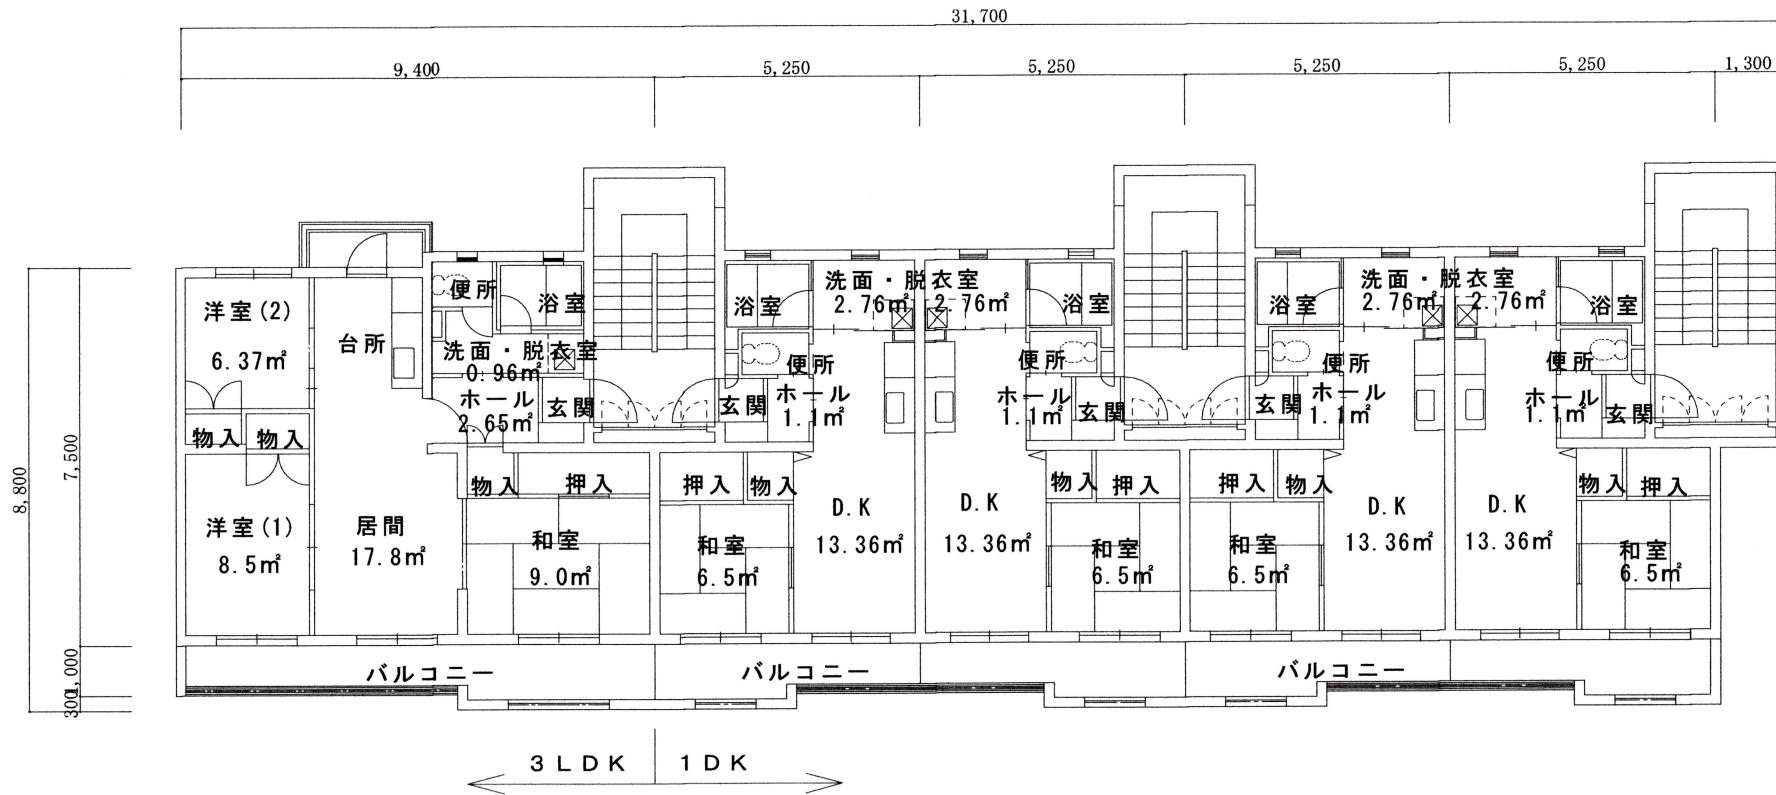 31,700
9,400
5,250
5,250
5,250
5,250
1,300
8,800
7,500
1,000
300
洋室(2)
6.37㎡
台所
便所
浴室
洗面・脱衣室
0.96㎡
ホール
2.65㎡
玄関
物入
物入
物入
押入
洋室(1)
8.5㎡
居間
17.8㎡
和室
9.0㎡
浴室
洗面・脱衣室
2.76㎡
2.76㎡
浴室
便所
ホール
1.1㎡
玄関
便所
ホール
1.1㎡
玄関
押入
物入
D.K
13.36㎡
和室
6.5㎡
D.K
13.36㎡
物入
押入
和室
6.5㎡
浴室
洗面・脱衣室
2.76㎡
2.76㎡
浴室
便所
ホール
1.1㎡
玄関
便所
ホール
1.1㎡
玄関
押入
物入
D.K
13.36㎡
和室
6.5㎡
D.K
13.36㎡
物入
押入
和室
6.5㎡
バルコニー
バルコニー
バルコニー
3LDK
1DK